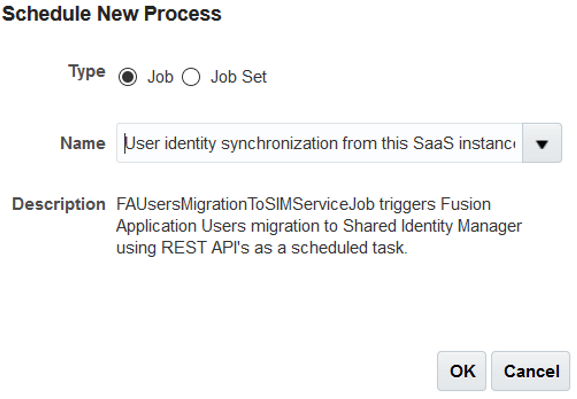 Schedule New Process
Type Job Job Set
Name User identity synchronization from this SaaS instanc
Description FAUsersMigrationToSIMServiceJob triggers Fusion
Application Users migration to Shared Identity Manager
using REST API's as a scheduled task.
OK Cancel